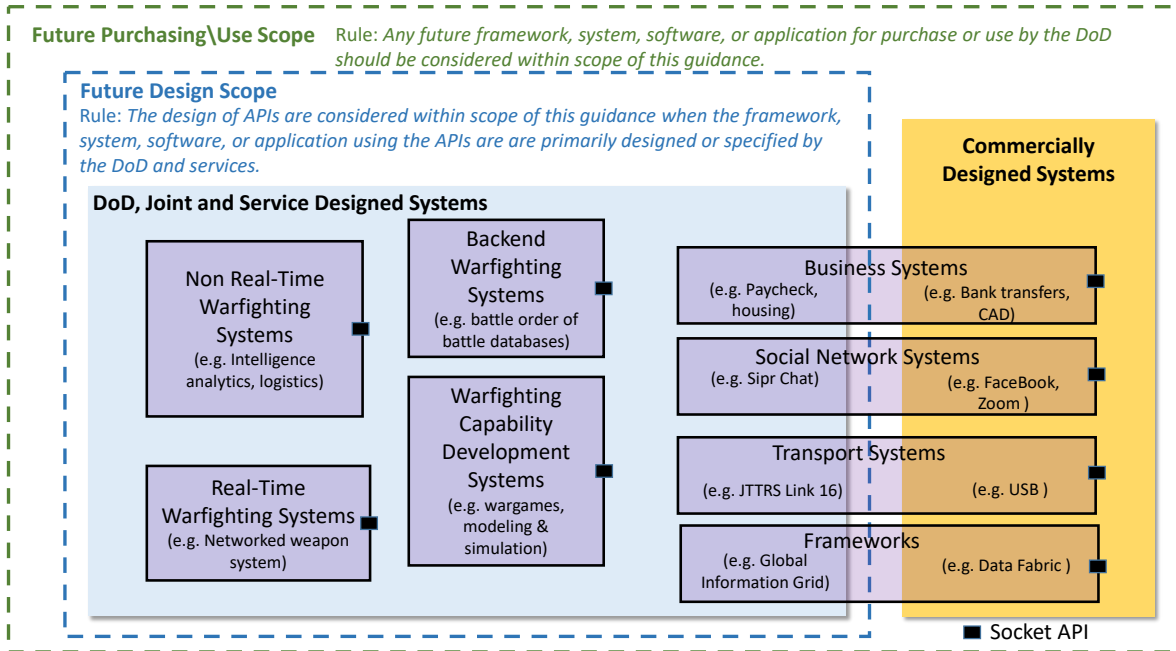 Future Purchasing\Use Scope Rule: Any future framework, system, software, or application for purchase or use by the DoD
should be considered within scope of this guidance.
Future Design Scope
Rule: The design of APIs are considered within scope of this guidance when the framework,
system, software, or application using the APIs are are primarily designed or specified by
the DoD and services.
DoD, Joint and Service Designed Systems
Non Real-Time
Warfighting
Systems
(e.g. Intelligence
analytics, logistics)
Backend
Warfighting
Systems
(e.g. battle order of
battle databases)
Real-Time
Warfighting Systems
(e.g. Networked weapon
system)
Warfighting
Capability
Development
Systems
(e.g. wargames,
modeling &
simulation)
Commercially
Designed Systems
Business Systems
(e.g. Paycheck,
housing)
(e.g. Bank transfers,
CAD)
Social Network Systems
(e.g. Sipr Chat)
(e.g. FaceBook,
Zoom )
Transport Systems
(e.g. JTTRS Link 16)
(e.g. USB )
Frameworks
(e.g. Global
Information Grid)
(e.g. Data Fabric )
Socket API